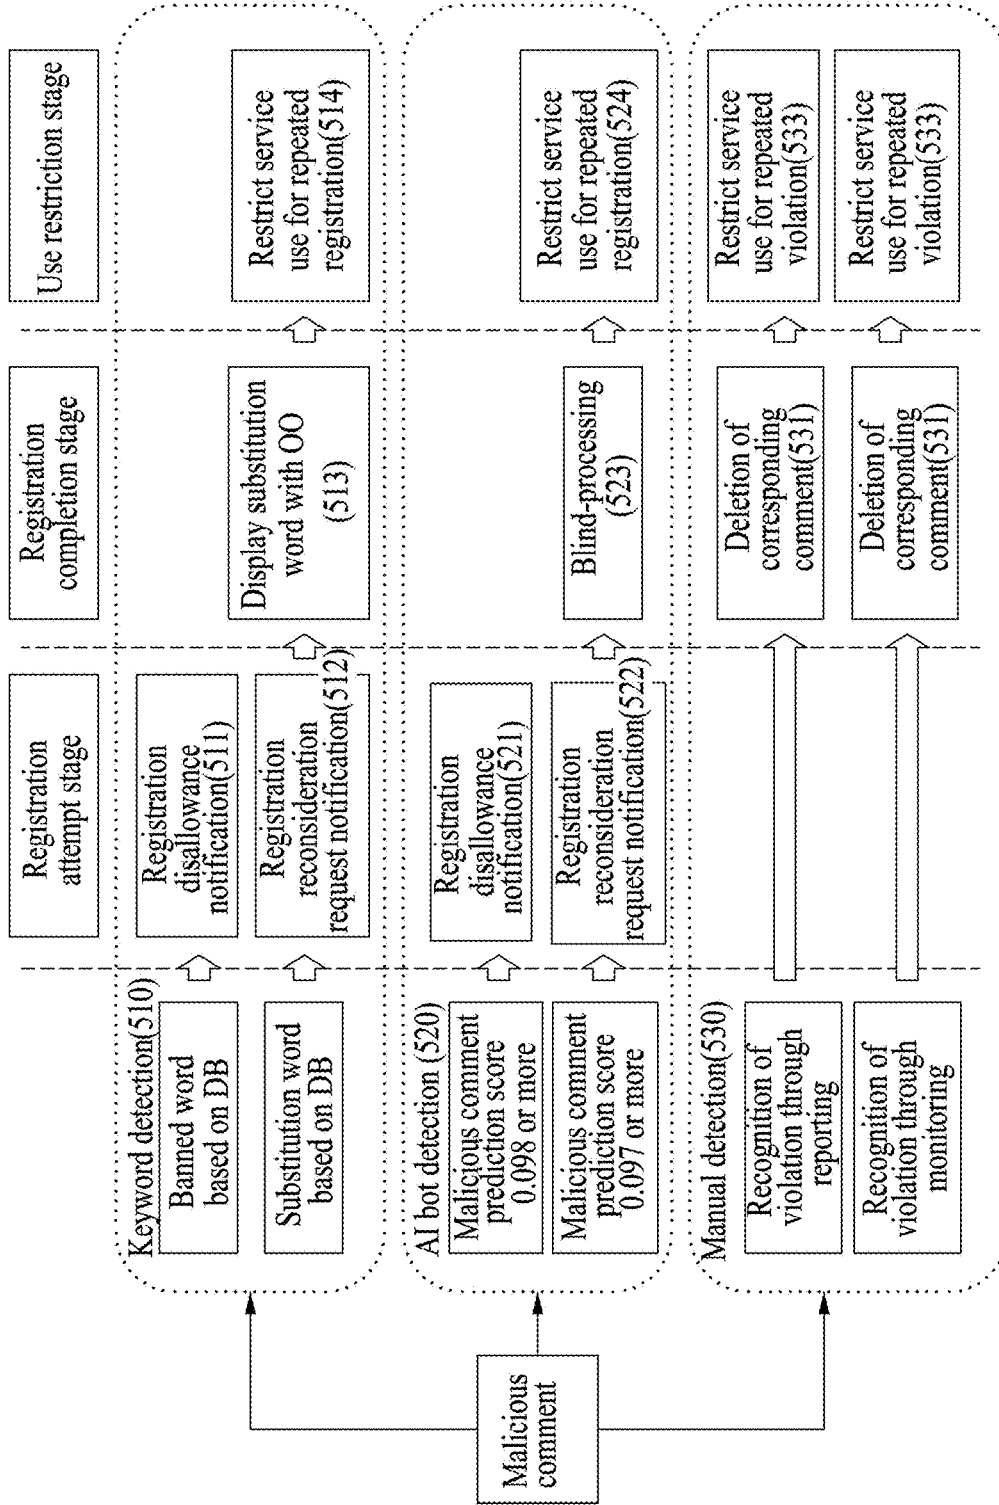 Registration
attempt stage
Registration
completion stage
Use restriction stage
Malicious
comment
Keyword detection(510)
Banned word
based on DB
Registration
disallowance
notification(511)
Substitution word
based on DB
Registration
reconsideration
request notification(512)
Display substitution
word with OO
(513)
Restrict service
use for repeated
registration(514)
AI bot detection (520)
Malicious comment
prediction score
0.098 or more
Registration
disallowance
notification(521)
Malicious comment
prediction score
0.097 or more
Registration
reconsideration
request notification(522)
Blind-processing
(523)
Restrict service
use for repeated
registration(524)
Manual detection(530)
Recognition of
violation through
reporting
Deletion of
corresponding
comment(531)
Restrict service
use for repeated
violation(533)
Recognition of
violation through
monitoring
Deletion of
corresponding
comment(531)
Restrict service
use for repeated
violation(533)